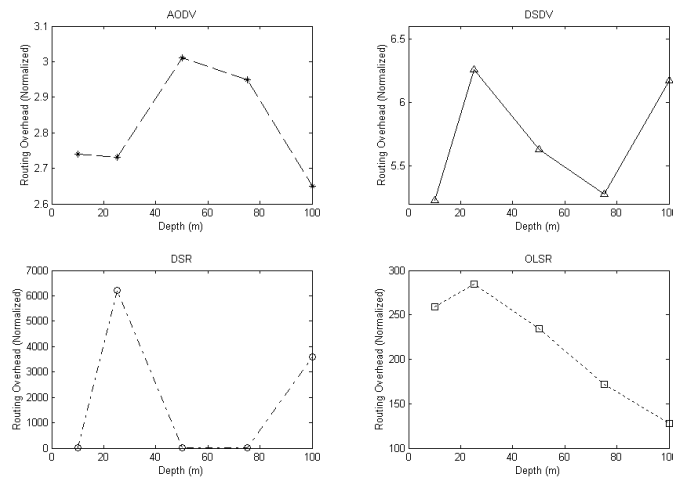 AODV
Routing Overhead (Normalized)
3.1
3
2.9
2.8
2.7
2.6
0 20 40 60 80 100
Depth (m)
DSDV
Routing Overhead (Normalized)
6.5
6
5.5
0 20 40 60 80 100
Depth (m)
DSR
Routing Overhead (Normalized)
7000
6000
5000
4000
3000
2000
1000
0
0 20 40 60 80 100
Depth (m)
OLSR
Routing Overhead (Normalized)
300
250
200
150
100
0 20 40 60 80 100
Depth (m)